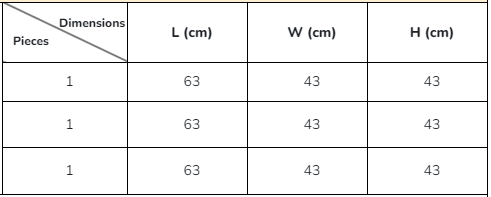 Dimensions
Pieces
L (cm) W (cm) H (cm)
1 63 43 43
1 63 43 43
1 63 43 43